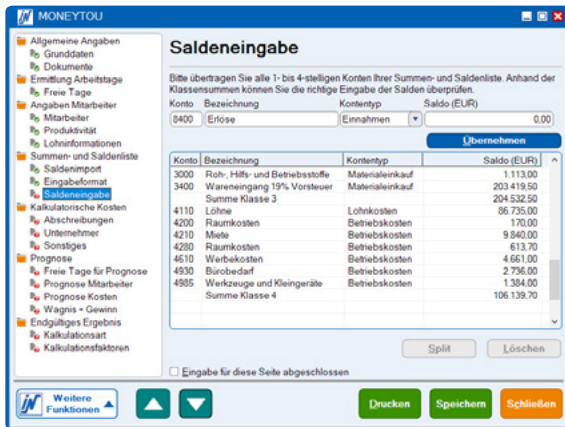 MONEYTOU
Allgemeine Angaben
Grunddaten
Dokumente
Ermittlung Arbeitstage
Freie Tage
Angaben Mitarbeiter
Mitarbeiter
Produktivität
Lohninformationen
Summen- und Saldenliste
Saldenimport
Eingabeformat
Saldeneingabe
Kalkulatorische Kosten
Abschreibungen
Unternehmer
Sonstiges
Prognose
Freie Tage für Prognose
Prognose Mitarbeiter
Prognose Kosten
Wagnis + Gewinn
Endgültiges Ergebnis
Kalkulationsart
Kalkulationsfaktoren
Saldeneingabe
Bitte übertragen Sie alle 1- bis 4-stelligen Konten Ihrer Summen- und Saldenliste. Anhand der
Klassensummen können Sie die richtige Eingabe der Salden überprüfen.
Konto Bezeichnung Kontentyp Saldo (EUR)
8400 Erlöse Einnahmen 0,00
Übernehmen
Konto Bezeichnung Kontentyp Saldo (EUR)
3000 Roh-, Hilfs- und Betriebsstoffe Materialeinkauf 1.113,00
3400 Wareneingang 19% Vorsteuer Materialeinkauf 203.419,50
Summe Klasse 3 204.532,50
4110 Löhne Lohnkosten 86.735,00
4200 Raumkosten Betriebskosten 170,00
4210 Miete Betriebskosten 9.840,00
4280 Raumkosten Betriebskosten 613,70
4610 Werbekosten Betriebskosten 4.661,00
4930 Bürobedarf Betriebskosten 2.736,00
4985 Werkzeuge und Kleingeräte Betriebskosten 1.384,00
Summe Klasse 4 106.139,70
Split Löschen
Eingabe für diese Seite abgeschlossen
Weitere
Funktionen
Drucken Speichern Schließen